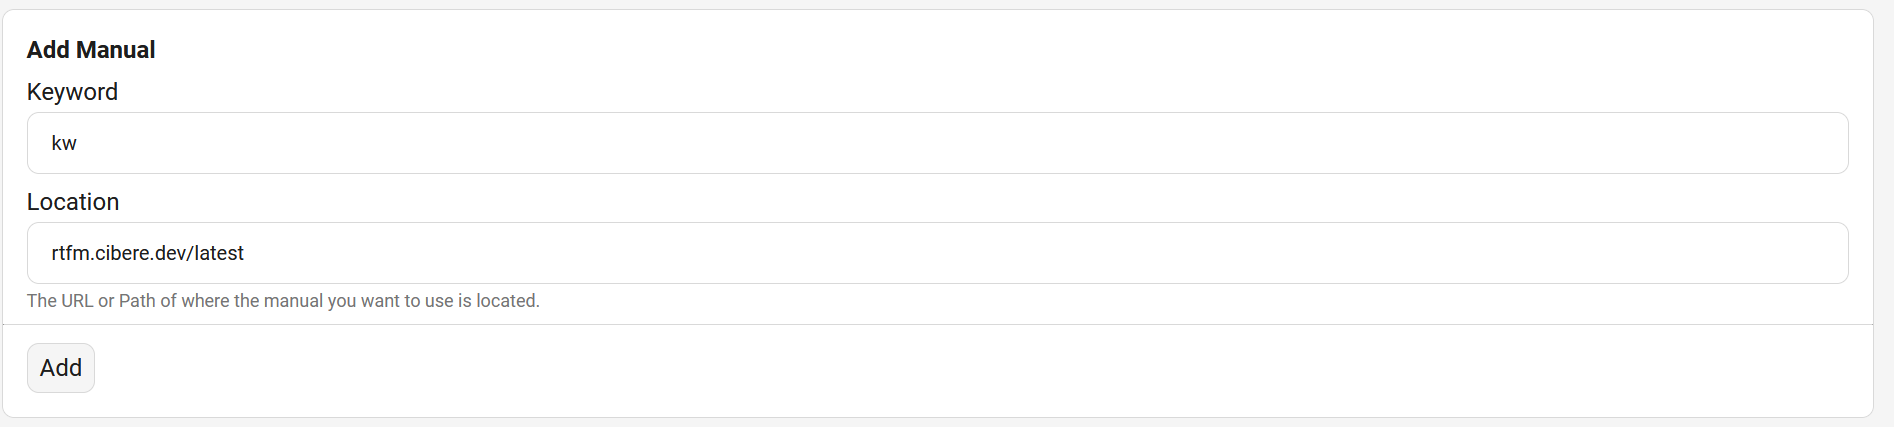 Add Manual
Keyword
kw
Location
rtfm.cibere.dev/latest
The URL or Path of where the manual you want to use is located.
Add